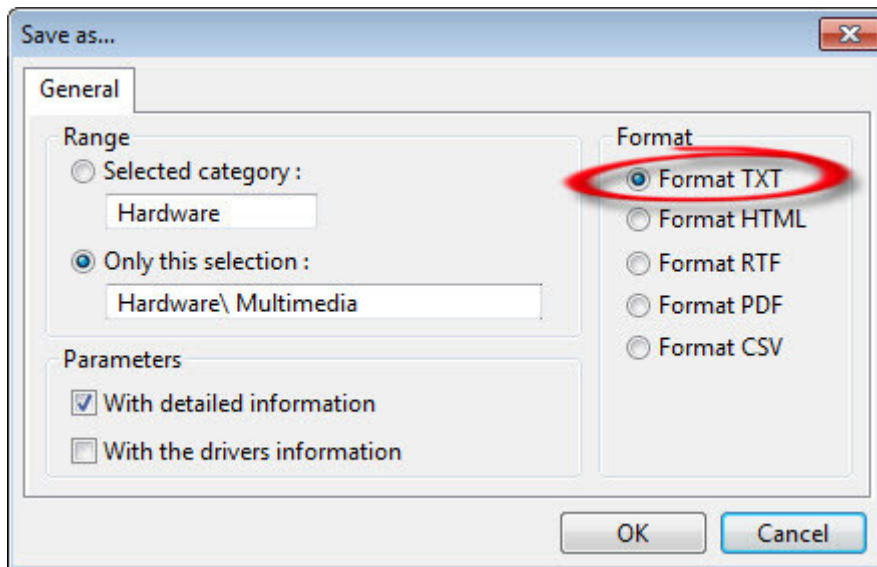 Save as...
General
Range
Selected category :
Hardware
Only this selection :
Hardware\ Multimedia
Parameters
With detailed information
With the drivers information
Format
Format TXT
Format HTML
Format RTF
Format PDF
Format CSV
OK
Cancel